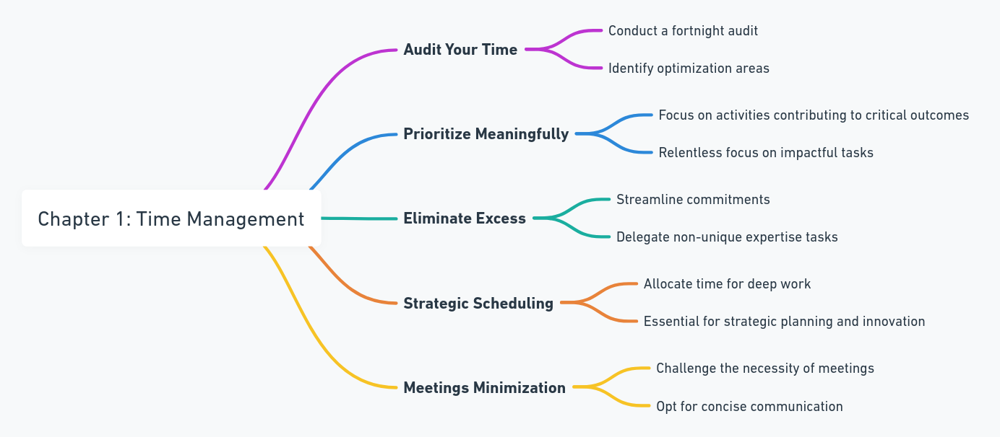 Chapter 1: Time Management
Audit Your Time
Conduct a fortnight audit
Identify optimization areas
Prioritize Meaningfully
Focus on activities contributing to critical outcomes
Relentless focus on impactful tasks
Eliminate Excess
Streamline commitments
Delegate non-unique expertise tasks
Strategic Scheduling
Allocate time for deep work
Essential for strategic planning and innovation
Meetings Minimization
Challenge the necessity of meetings
Opt for concise communication